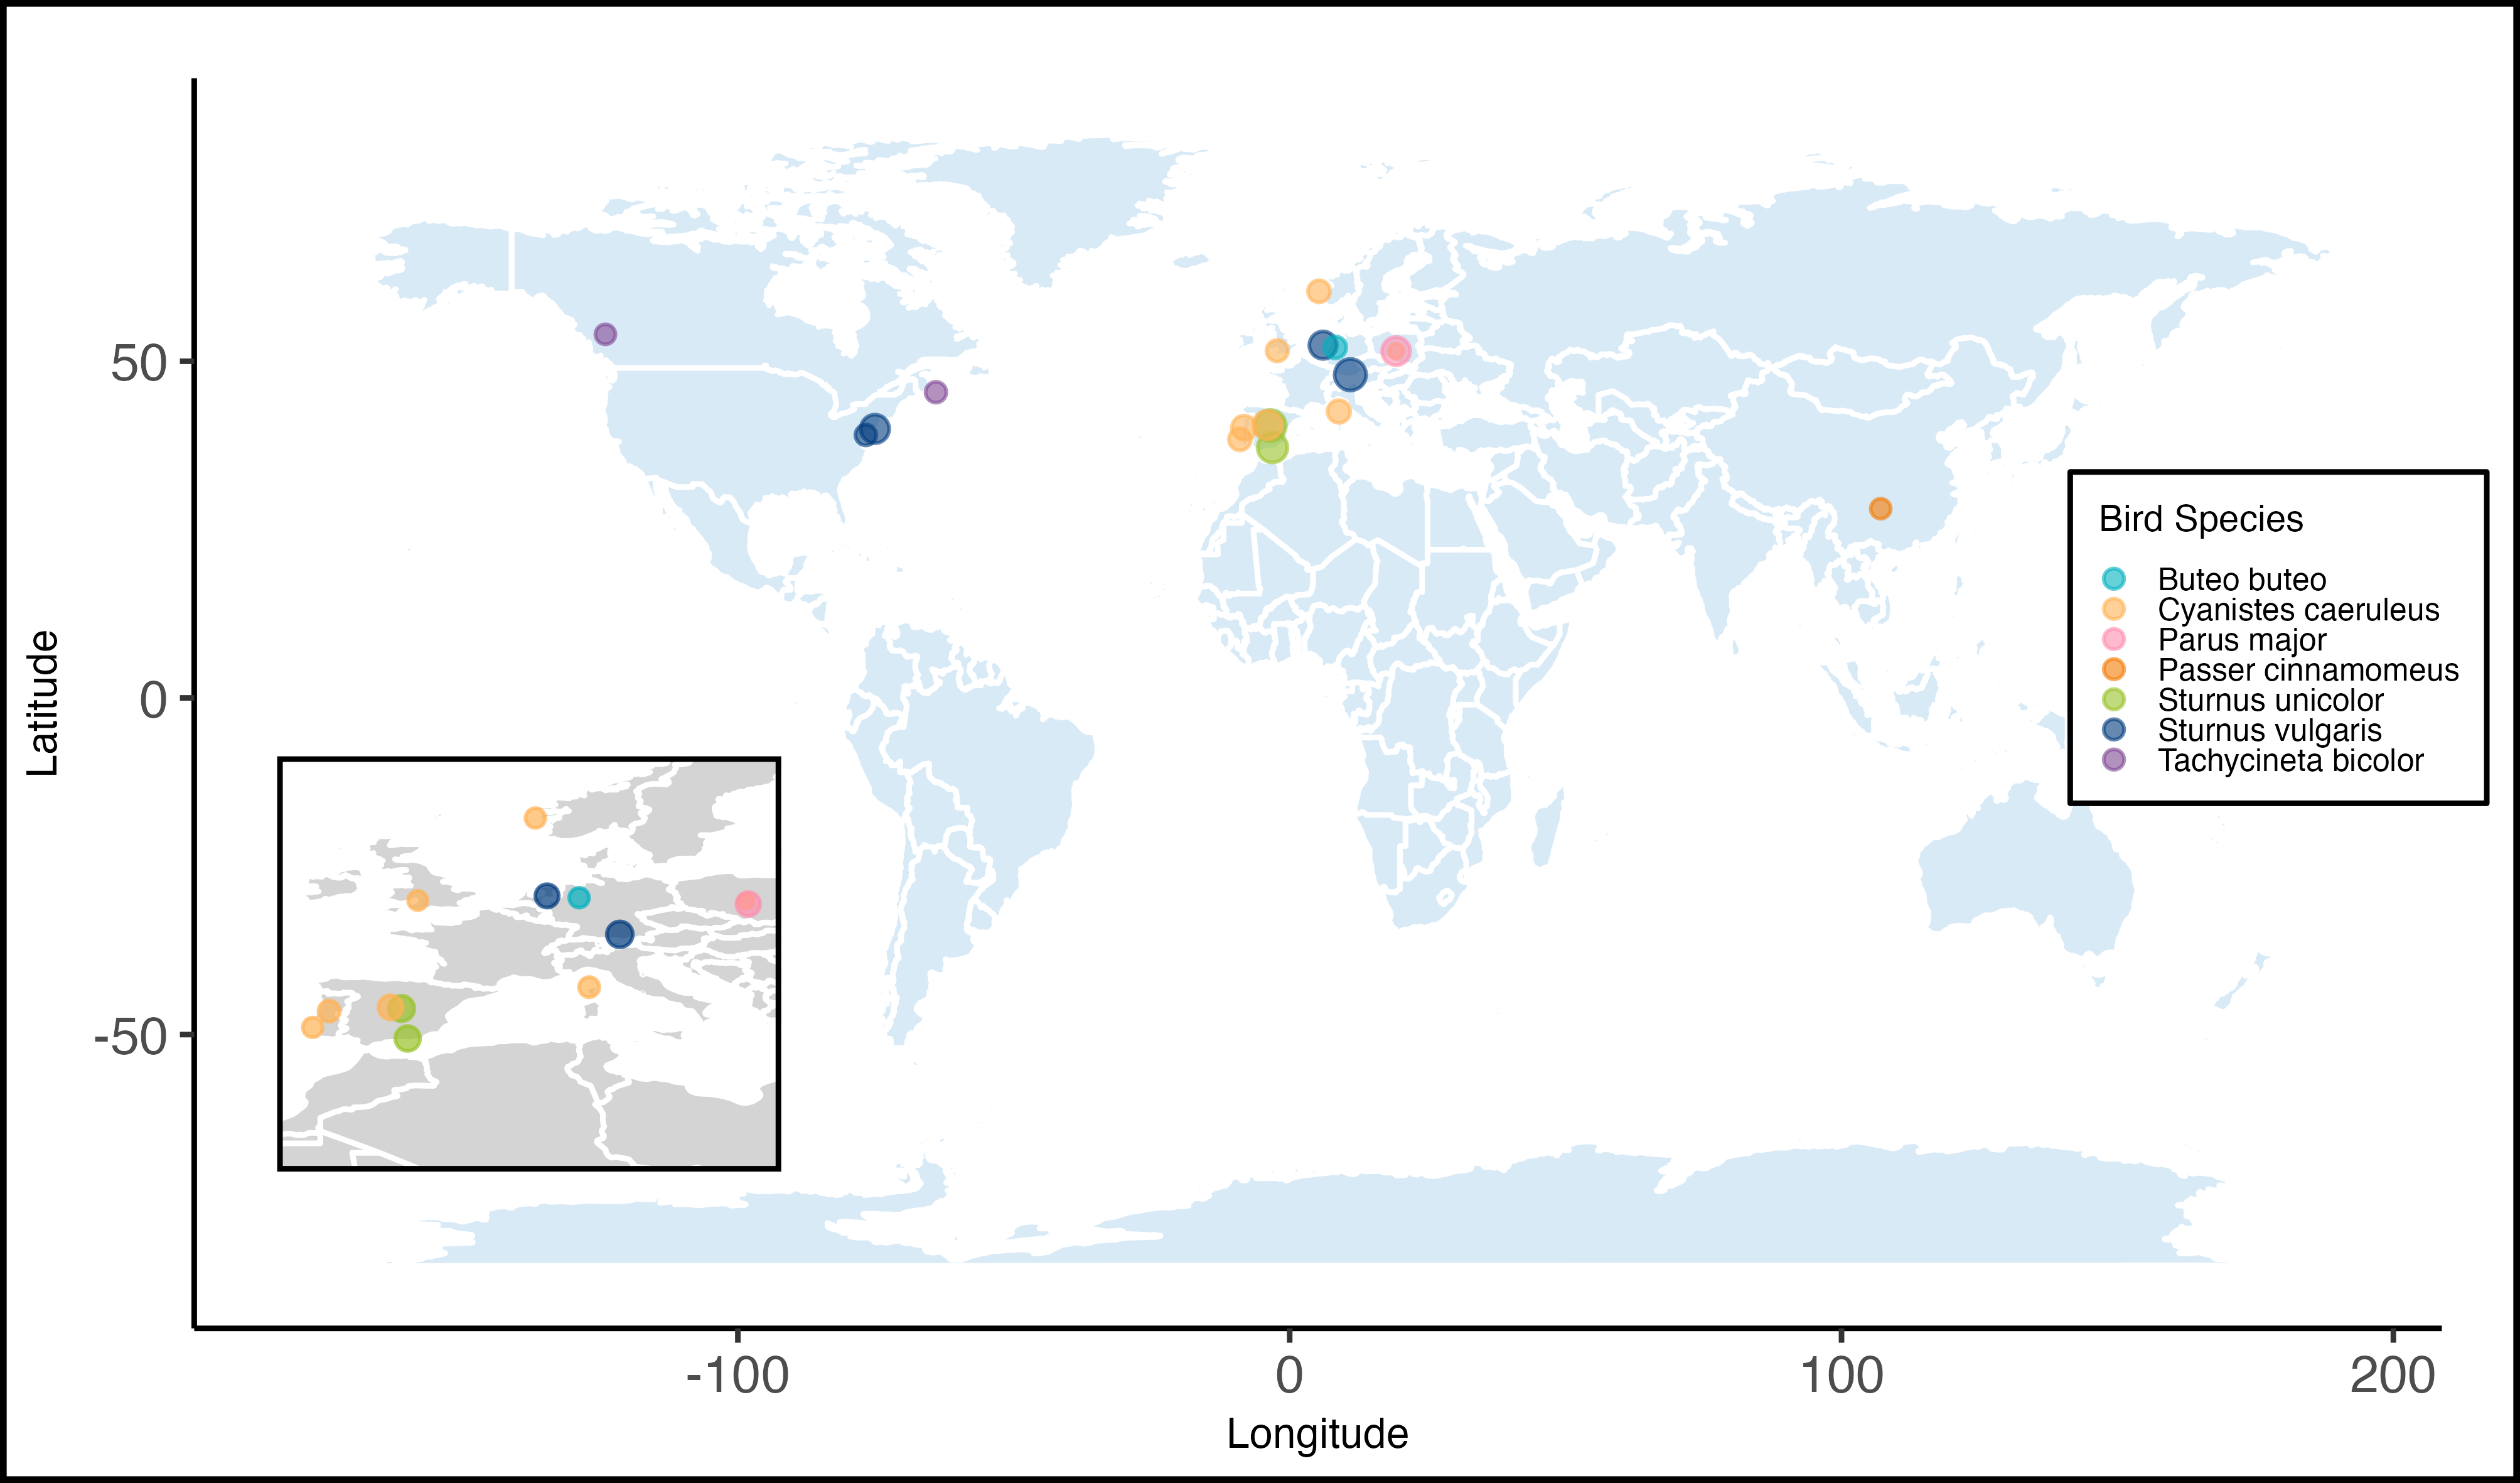 50
0
-50
Latitude
Bird Species
Buteo buteo
Cyanistes caeruleus
Parus major
Passer cinnamomeus
Sturnus unicolor
Sturnus vulgaris
Tachycineta bicolor
-100
0
100
200
Longitude